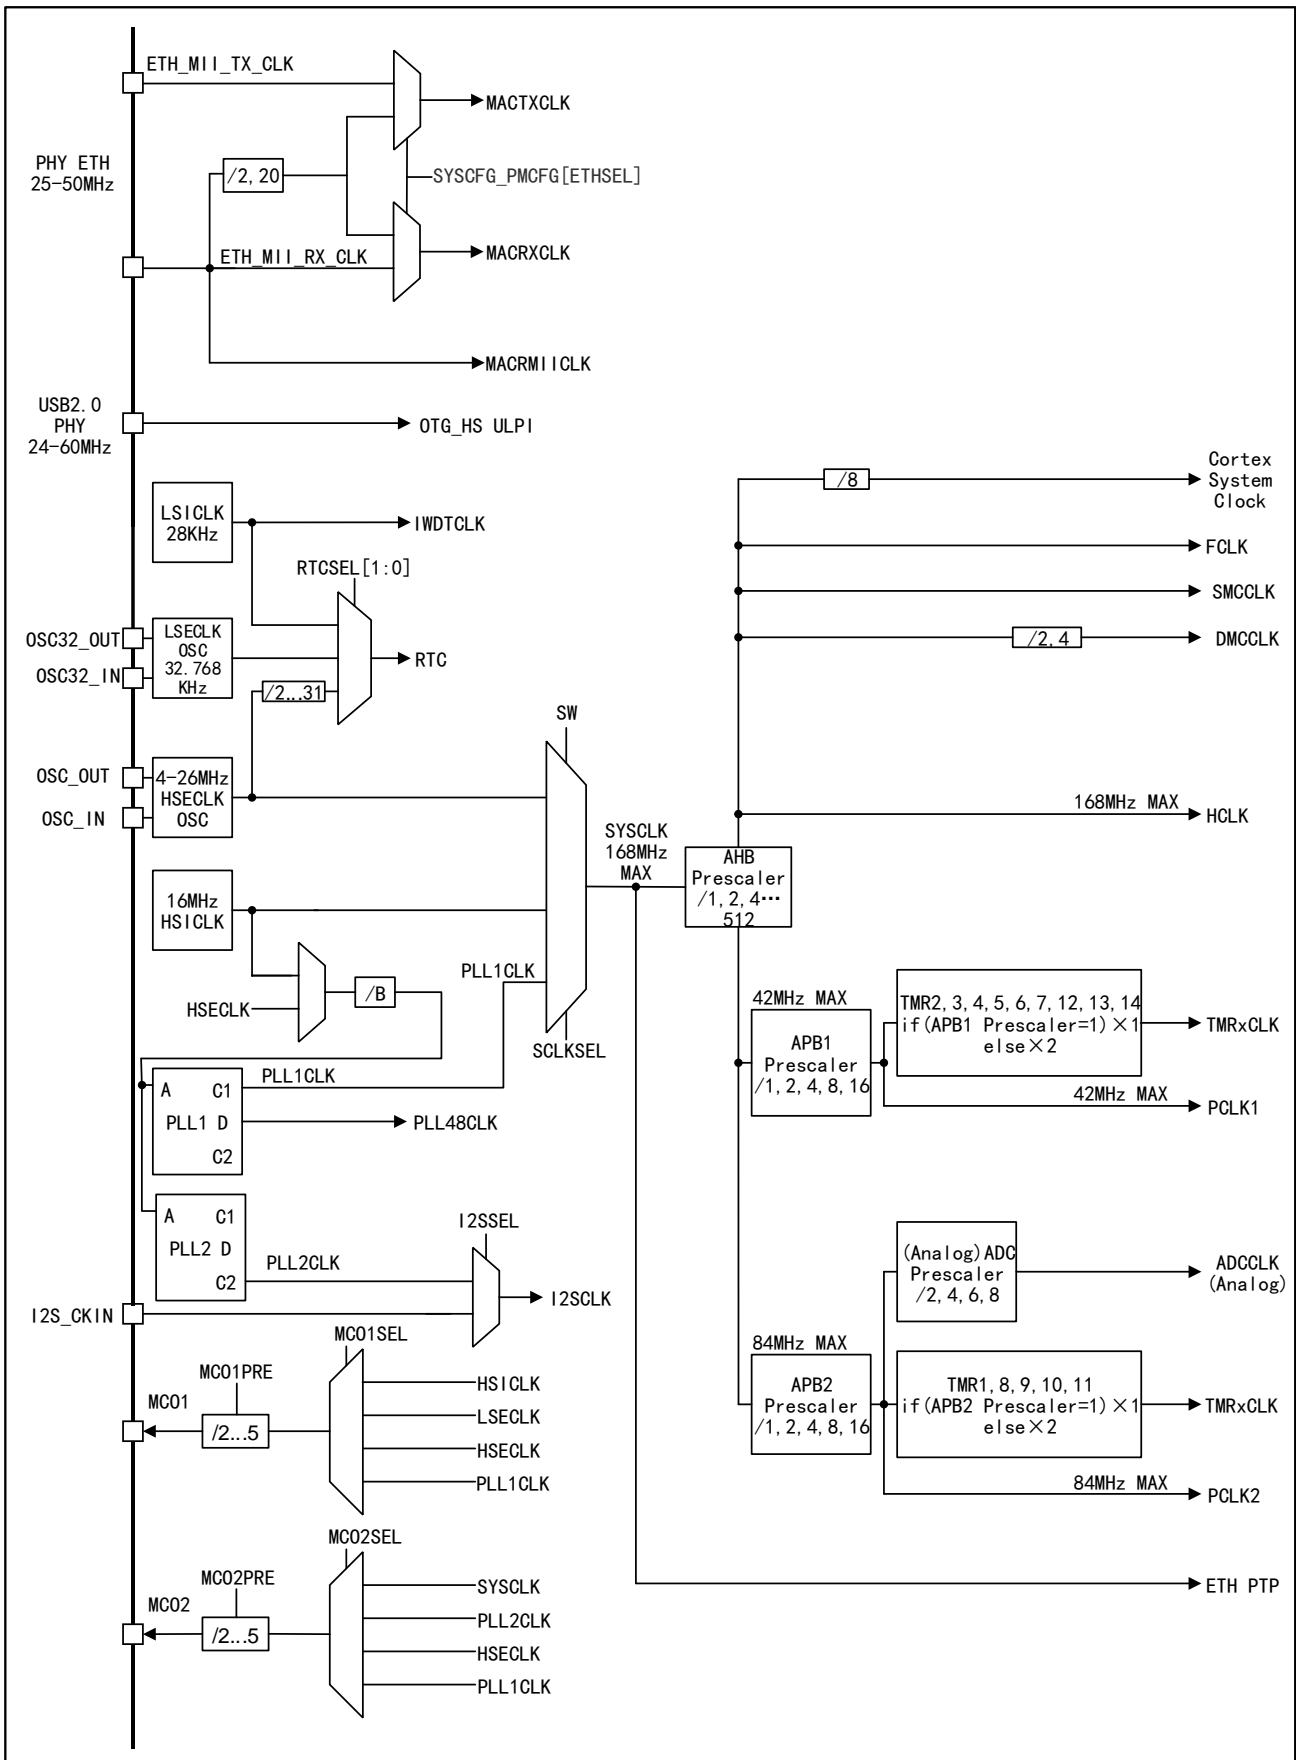 ETH_MII_TX_CLK
MACTXCLK
PHY ETH
25-50MHz
/2,20
SYSCFG_PMCFG[ETHSEL]
ETH_MII_RX_CLK
MACRXCLK
MACRMIICLK
USB2.0
PHY
24-60MHz
OTG_HS ULPI
LSICLK
28KHz
IWDTCLK
RTCSEL[1:0]
OSC32_OUT
OSC32_IN
LSECLK
OSC
32.768
KHz
RTC
/2...31
OSC_OUT
OSC_IN
4-26MHz
HSECLK
OSC
SW
16MHz
HSICLK
HSECLK
/B
PLL1CLK
SCLKSEL
SYSCLK
168MHz
MAX
AHB
Prescaler
/1,2,4…
512
/8
Cortex
System
Clock
FCLK
SMCCLK
/2,4
DMCCLK
168MHz MAX
HCLK
42MHz MAX
APB1
Prescaler
/1,2,4,8,16
TMR2,3,4,5,6,7,12,13,14
if(APB1 Prescaler=1)×1
else×2
TMRxCLK
42MHz MAX
PCLK1
A
C1
PLL1 D
C2
PLL1CLK
PLL48CLK
A
C1
PLL2 D
C2
PLL2CLK
I2SSEL
I2SCLK
I2S_CKIN
(Analog)ADC
Prescaler
/2,4,6,8
ADCCLK
(Analog)
84MHz MAX
APB2
Prescaler
/1,2,4,8,16
TMR1,8,9,10,11
if(APB2 Prescaler=1)×1
else×2
TMRxCLK
84MHz MAX
PCLK2
MCO1SEL
MCO1PRE
MCO1
/2...5
HSICLK
LSECLK
HSECLK
PLL1CLK
MCO2SEL
MCO2PRE
MCO2
/2...5
SYSCLK
PLL2CLK
HSECLK
PLL1CLK
ETH PTP